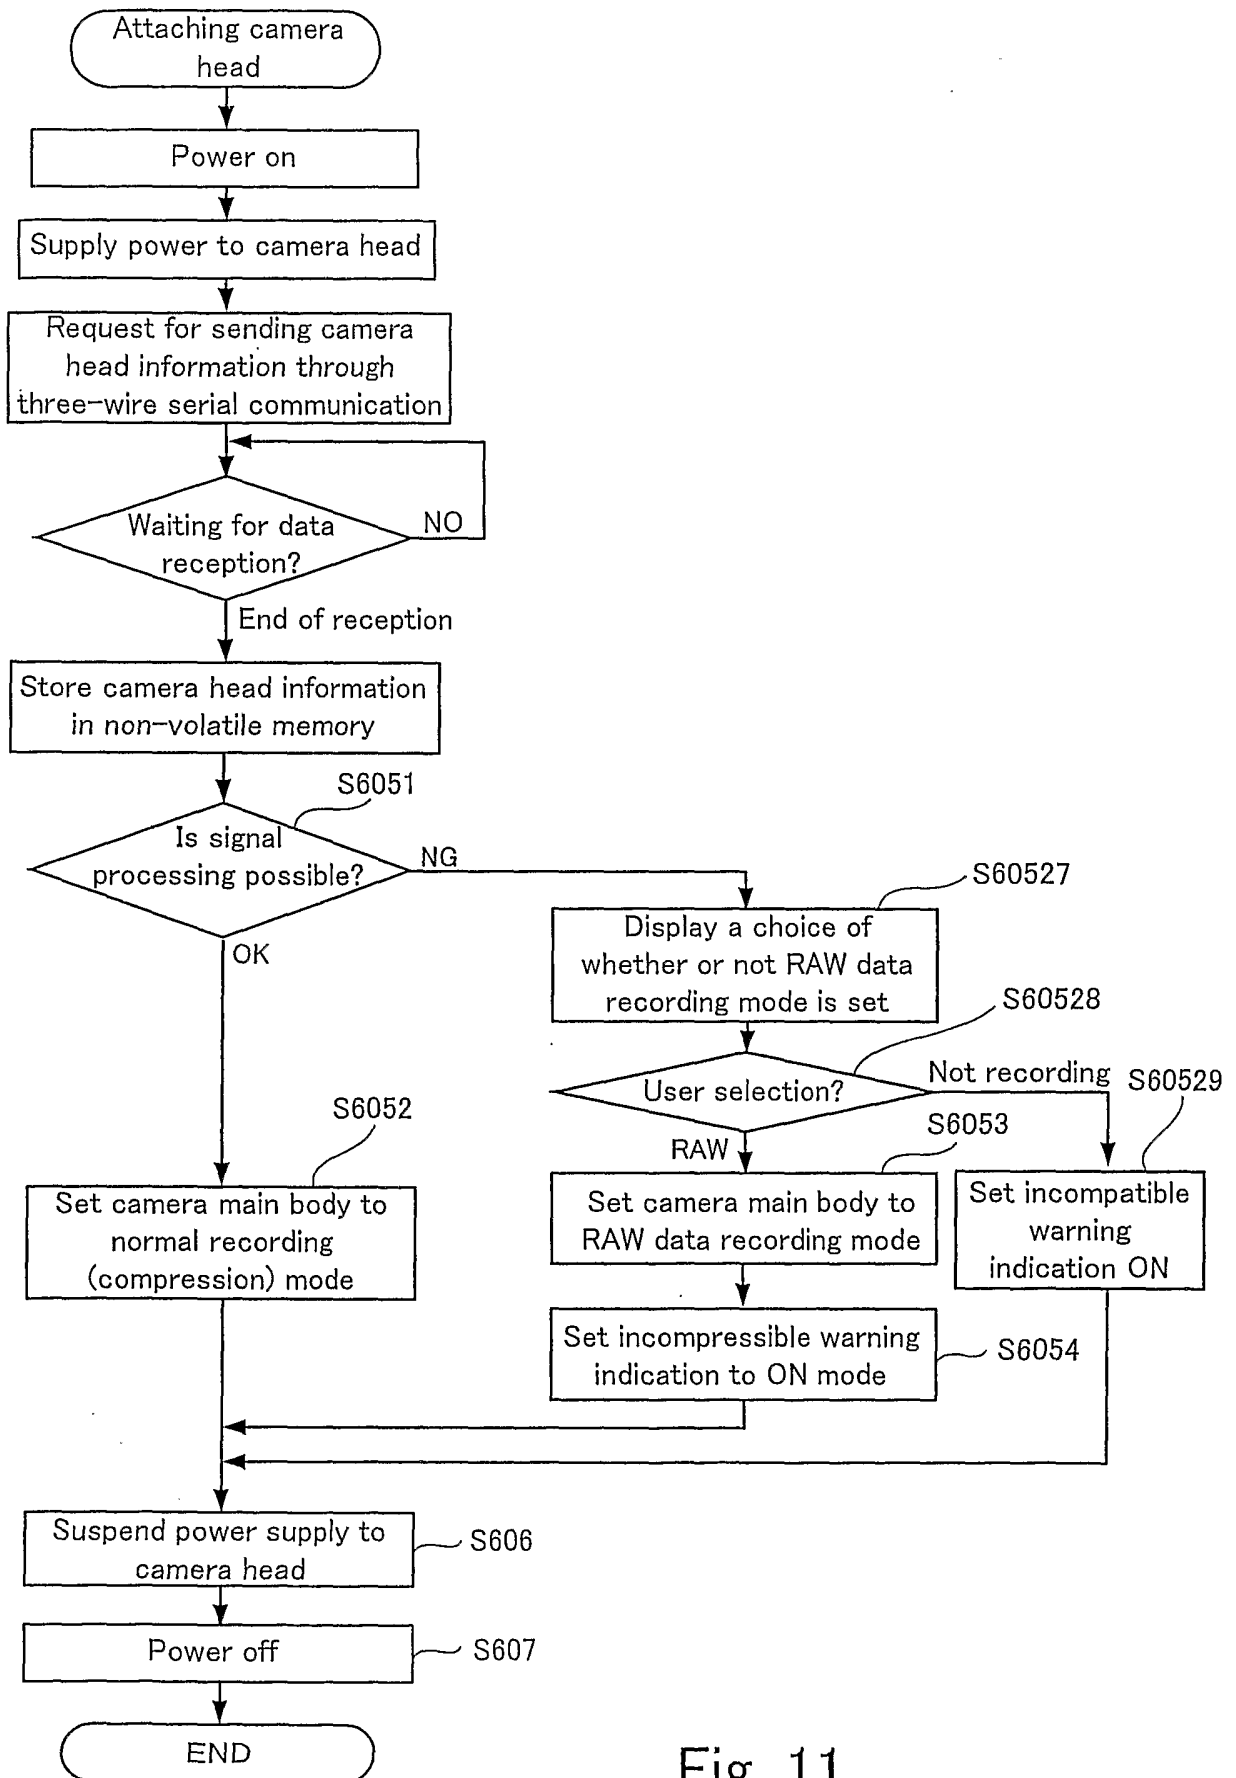 Attaching camera
head
Power on
Supply power to camera head
Request for sending camera
head information through
three-wire serial communication
Waiting for data
reception?
NO
End of reception
Store camera head information
in non-volatile memory
S6051
Is signal
processing possible?
NG
OK
S60527
Display a choice of
whether or not RAW data
recording mode is set
S60528
User selection?
Not recording
S60529
RAW
S6053
S6052
Set camera main body to
normal recording
(compression) mode
Set camera main body to
RAW data recording mode
Set incompatible
warning
indication ON
Set incompressible warning
indication to ON mode
S6054
Suspend power supply to
camera head
S606
Power off
S607
END
Fig. 11